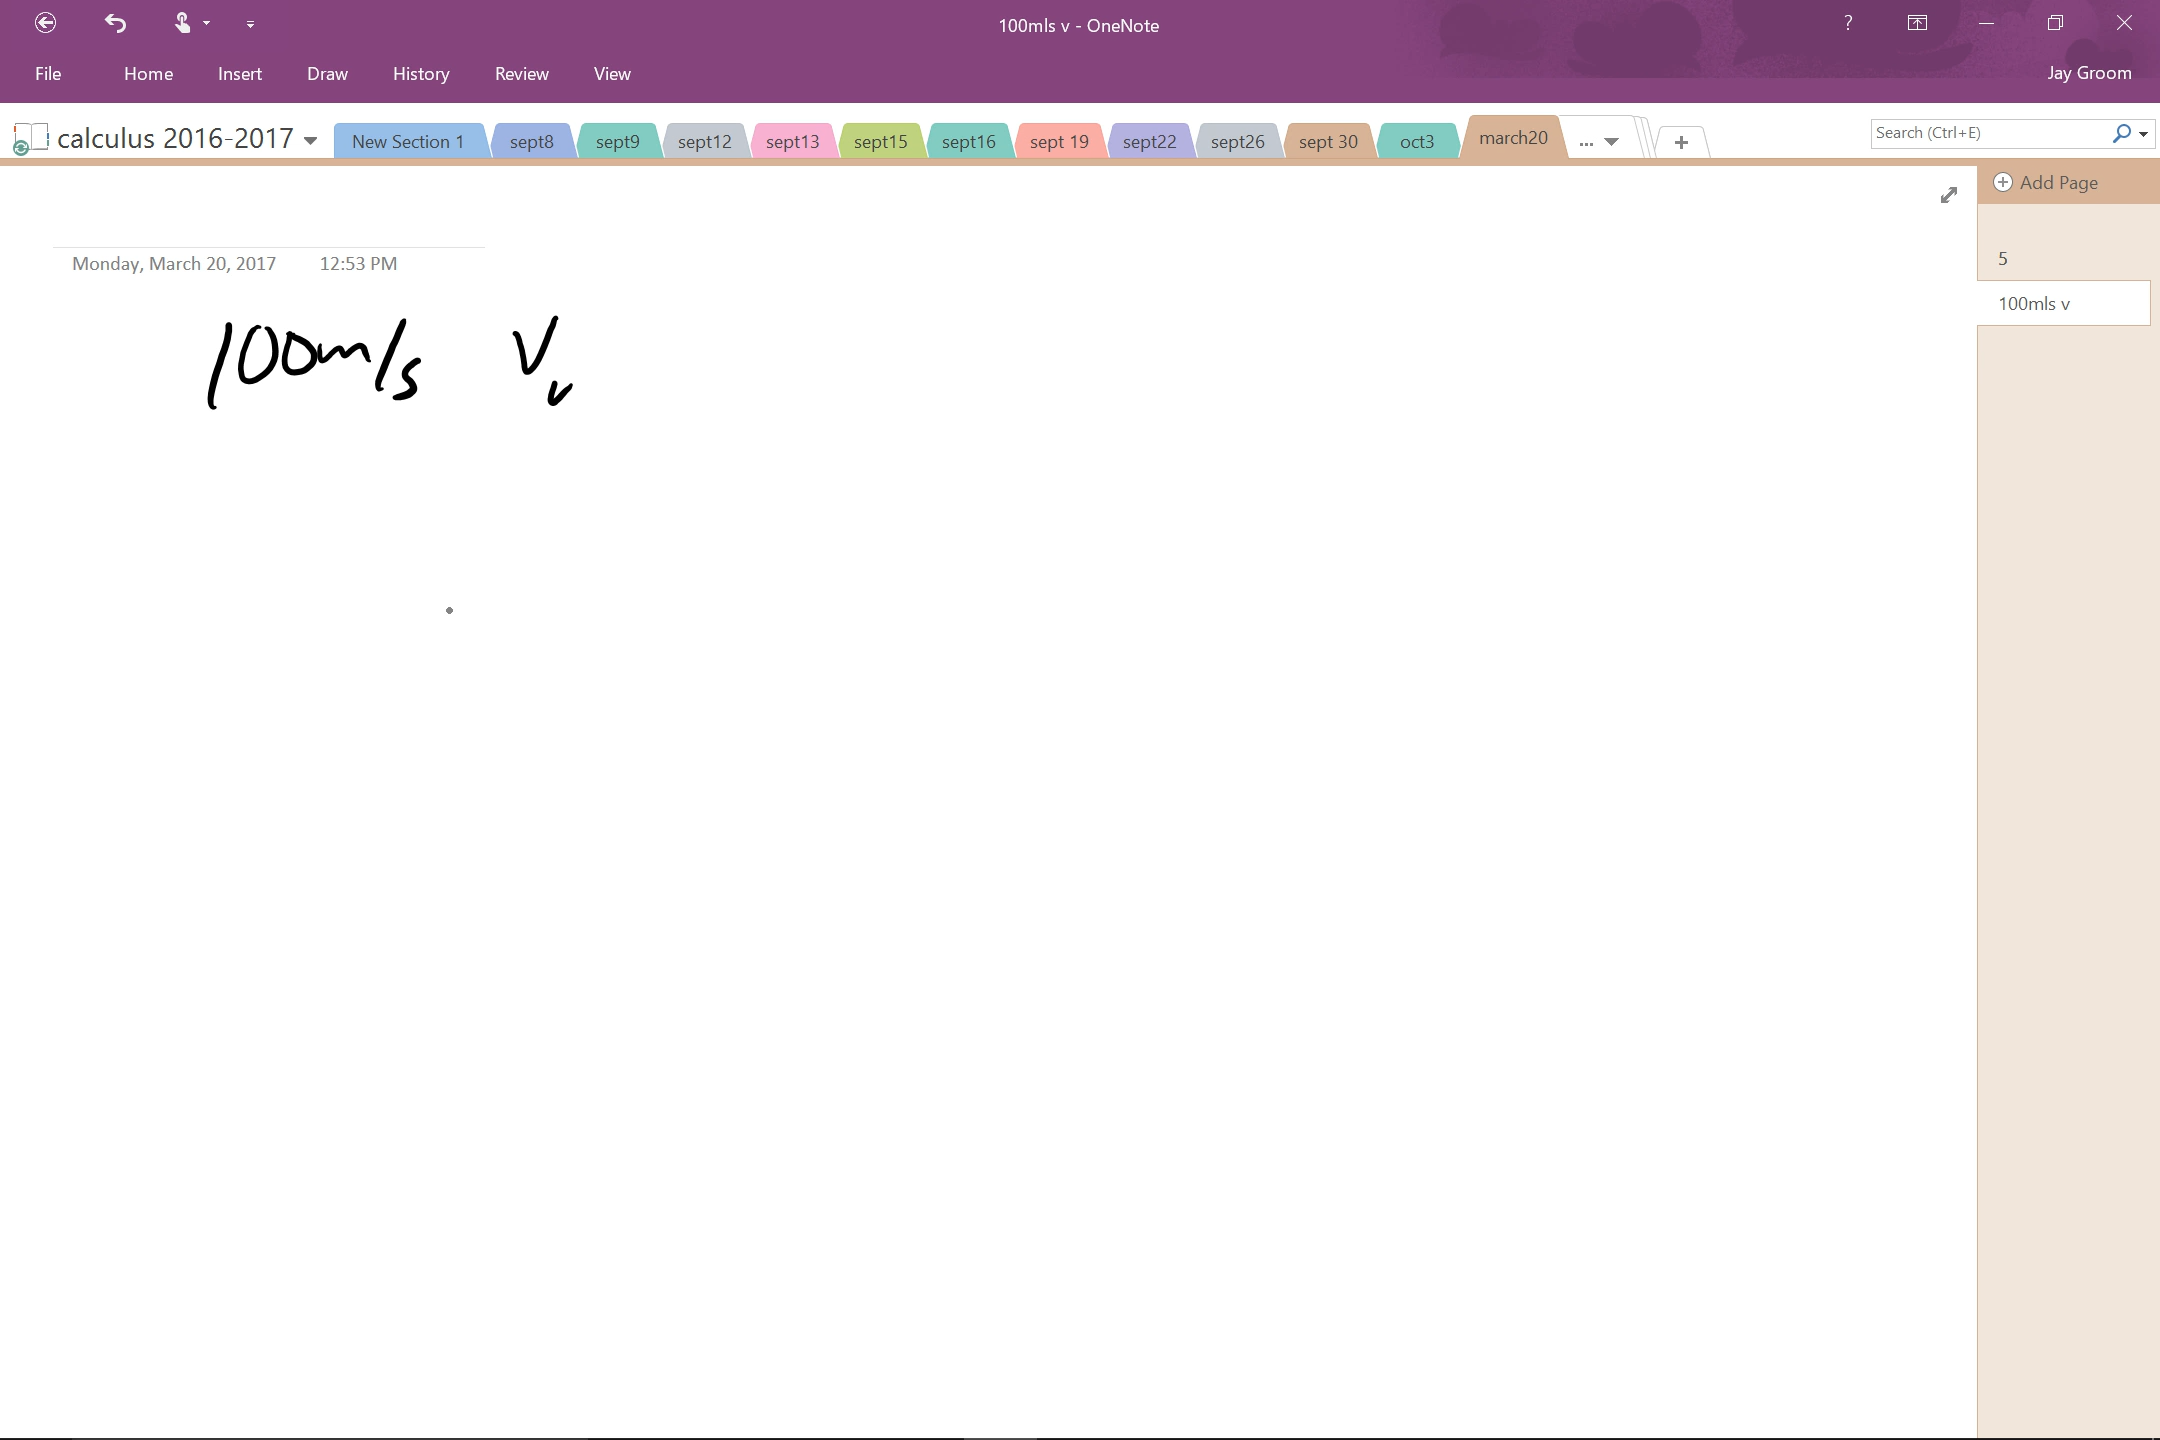 100mls v - OneNote
?
File Home Insert Draw History Review View
Jay Groom
calculus 2016-2017
New Section 1 sept8 sept9 sept12 sept13 sept15 sept16 sept 19 sept22 sept26 sept 30 oct3 march20 ... +
Search (Ctrl+E)
Add Page
Monday, March 20, 2017 12:53 PM
5
100mls v
100m/s Vv